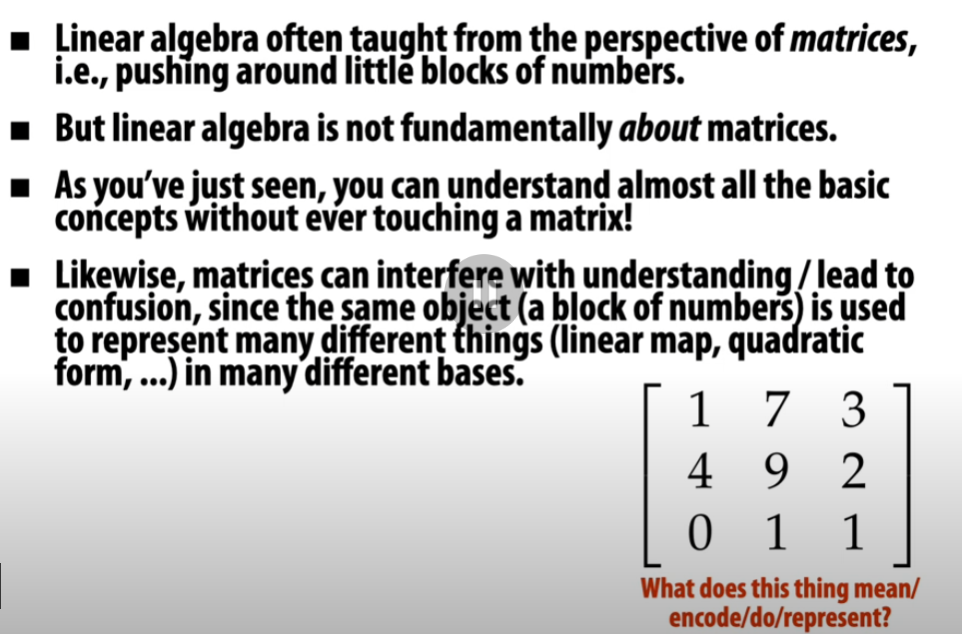 ■ Linear algebra often taught from the perspective of matrices,
i.e., pushing around little blocks of numbers.
■ But linear algebra is not fundamentally about matrices.
■ As you’ve just seen, you can understand almost all the basic
concepts without ever touching a matrix!
■ Likewise, matrices can interfere with understanding / lead to
confusion, since the same object (a block of numbers) is used
to represent many different things (linear map, quadratic
form, ...) in many different bases.
1 7 3
4 9 2
0 1 1
What does this thing mean/
encode/do/represent?